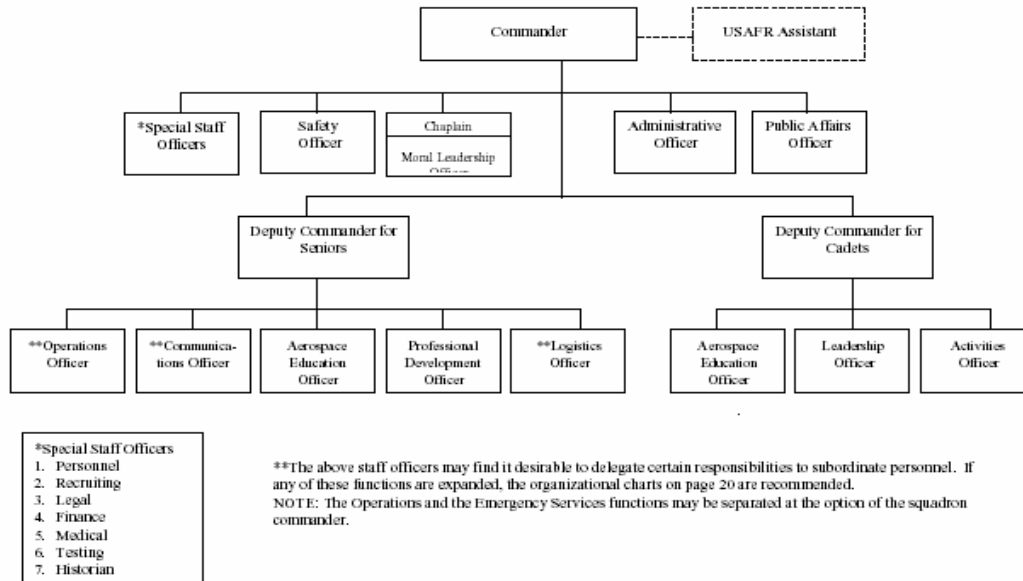 Commander
USAFR Assistant
*Special Staff
Officers
Safety
Officer
Chaplain
Moral Leadership
Officer
Administrative
Officer
Public Affairs
Officer
Deputy Commander for
Seniors
Deputy Commander for
Cadets
**Operations
Officer
**Communica-
tions Officer
Aerospace
Education
Officer
Professional
Development
Officer
**Logistics
Officer
Aerospace
Education
Officer
Leadership
Officer
Activities
Officer
*Special Staff Officers
1. Personnel
2. Recruiting
3. Legal
4. Finance
5. Medical
6. Testing
7. Historian
**The above staff officers may find it desirable to delegate certain responsibilities to subordinate personnel. If
any of these functions are expanded, the organizational charts on page 20 are recommended.
NOTE: The Operations and the Emergency Services functions may be separated at the option of the squadron
commander.